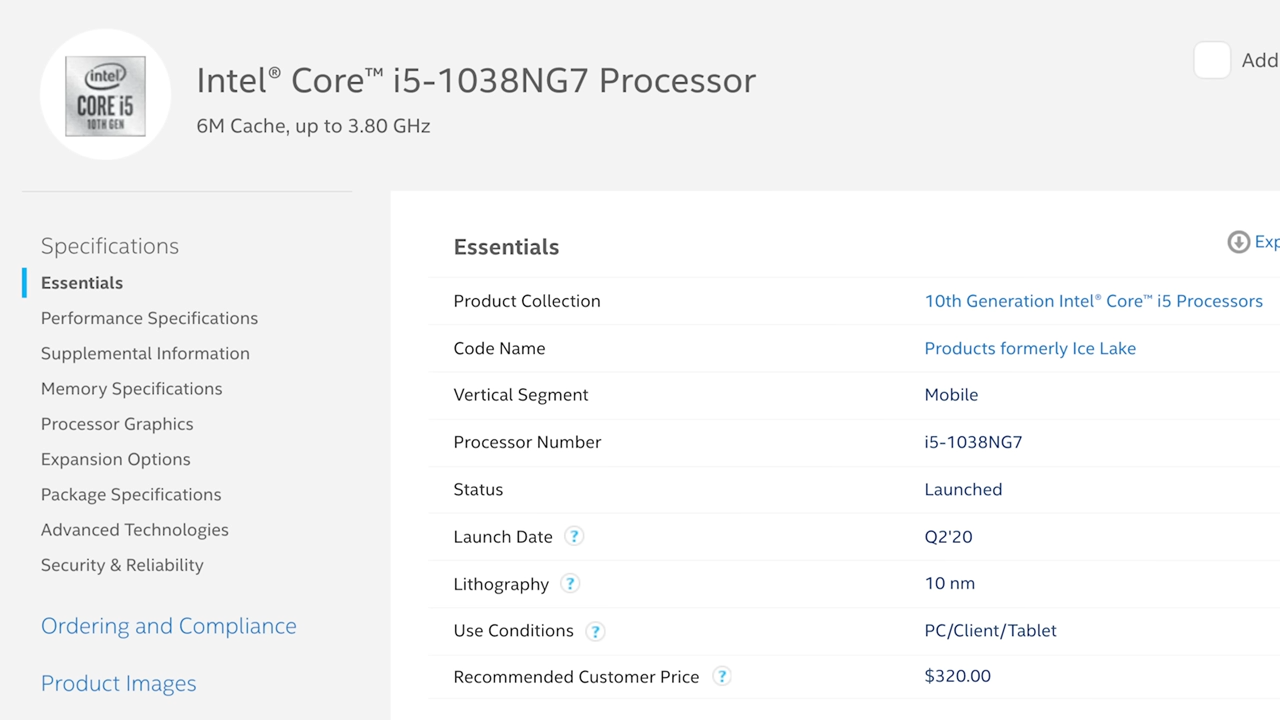 intel
CORE i5
10TH GEN
Intel® Core™ i5-1038NG7 Processor
6M Cache, up to 3.80 GHz
Add
Specifications
Essentials
Performance Specifications
Supplemental Information
Memory Specifications
Processor Graphics
Expansion Options
Package Specifications
Advanced Technologies
Security & Reliability
Ordering and Compliance
Product Images
Essentials
Exp
Product Collection 10th Generation Intel® Core™ i5 Processors
Code Name Products formerly Ice Lake
Vertical Segment Mobile
Processor Number i5-1038NG7
Status Launched
Launch Date ? Q2'20
Lithography ? 10 nm
Use Conditions ? PC/Client/Tablet
Recommended Customer Price ? $320.00